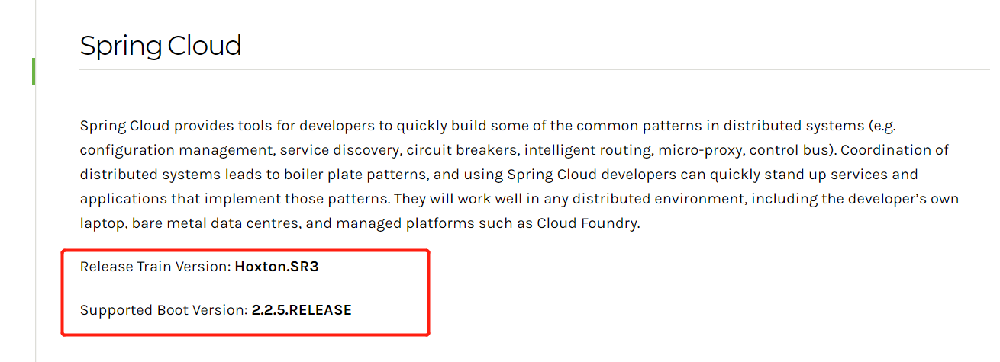 Spring Cloud
Spring Cloud provides tools for developers to quickly build some of the common patterns in distributed systems (e.g.
configuration management, service discovery, circuit breakers, intelligent routing, micro-proxy, control bus). Coordination of
distributed systems leads to boiler plate patterns, and using Spring Cloud developers can quickly stand up services and
applications that implement those patterns. They will work well in any distributed environment, including the developer’s own
laptop, bare metal data centres, and managed platforms such as Cloud Foundry.
Release Train Version: Hoxton.SR3
Supported Boot Version: 2.2.5.RELEASE